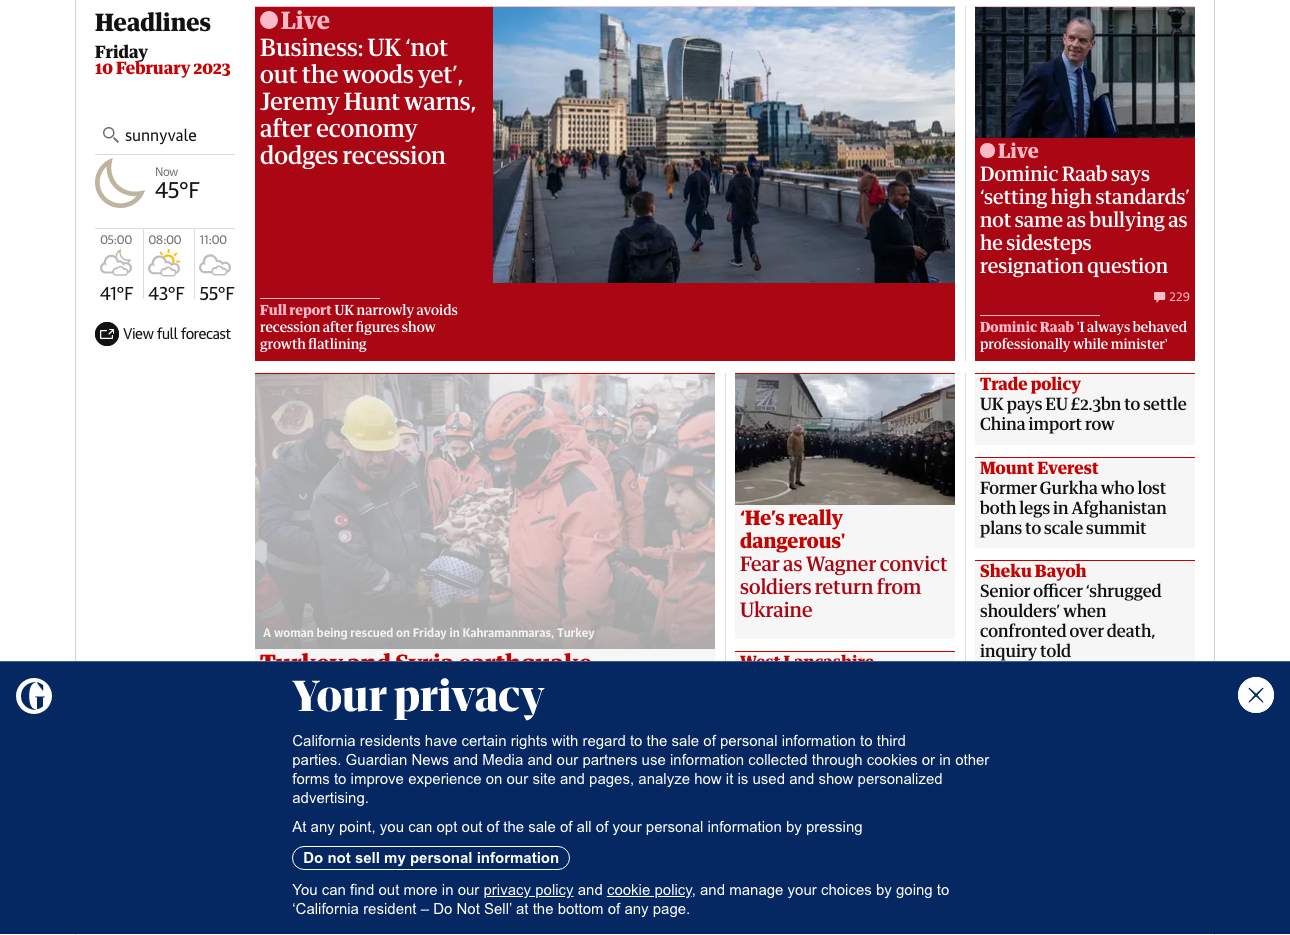 Headlines
Friday
10 February 2023
sunnyvale
Now
45°F
05:00
08:00
11:00
41°F
43°F
55°F
View full forecast
Live
Business: UK ‘not
out the woods yet’,
Jeremy Hunt warns,
after economy
dodges recession
Full report UK narrowly avoids
recession after figures show
growth flatlining
Live
Dominic Raab says
‘setting high standards’
not same as bullying as
he sidesteps
resignation question
229
Dominic Raab 'I always behaved
professionally while minister'
A woman being rescued on Friday in Kahramanmaras, Turkey
Turkey and Syria earthquake
‘He’s really
dangerous'
Fear as Wagner convict
soldiers return from
Ukraine
West Lancashire
Trade policy
UK pays EU £2.3bn to settle
China import row
Mount Everest
Former Gurkha who lost
both legs in Afghanistan
plans to scale summit
Sheku Bayoh
Senior officer ‘shrugged
shoulders’ when
confronted over death,
inquiry told
Your privacy
California residents have certain rights with regard to the sale of personal information to third
parties. Guardian News and Media and our partners use information collected through cookies or in other
forms to improve experience on our site and pages, analyze how it is used and show personalized
advertising.
At any point, you can opt out of the sale of all of your personal information by pressing
Do not sell my personal information
You can find out more in our privacy policy and cookie policy, and manage your choices by going to
‘California resident – Do Not Sell’ at the bottom of any page.